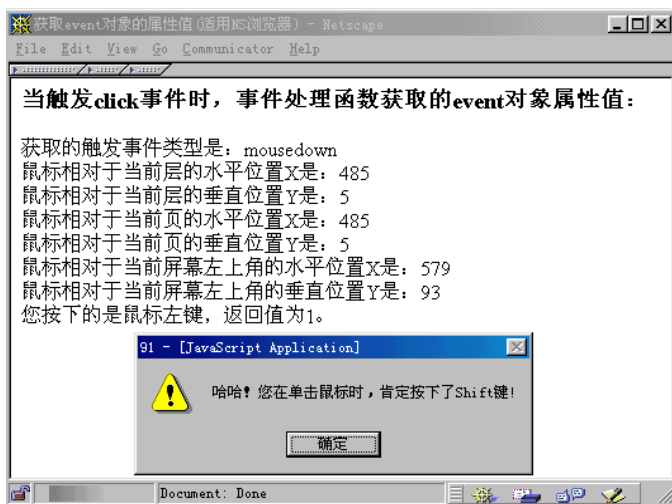 获取event对象的属性值(适用NS浏览器) - Netscape
File Edit View Go Communicator Help
当触发click事件时，事件处理函数获取的event对象属性值：
获取的触发事件类型是：mousedown
鼠标相对于当前层的水平位置X是：485
鼠标相对于当前层的垂直位置Y是：5
鼠标相对于当前页的水平位置X是：485
鼠标相对于当前页的垂直位置Y是：5
鼠标相对于当前屏幕左上角的水平位置X是：579
鼠标相对于当前屏幕左上角的垂直位置Y是：93
您按下的是鼠标左键，返回值为1。
91 - [JavaScript Application]
哈哈！您在单击鼠标时，肯定按下了Shift键！
确定
Document: Done